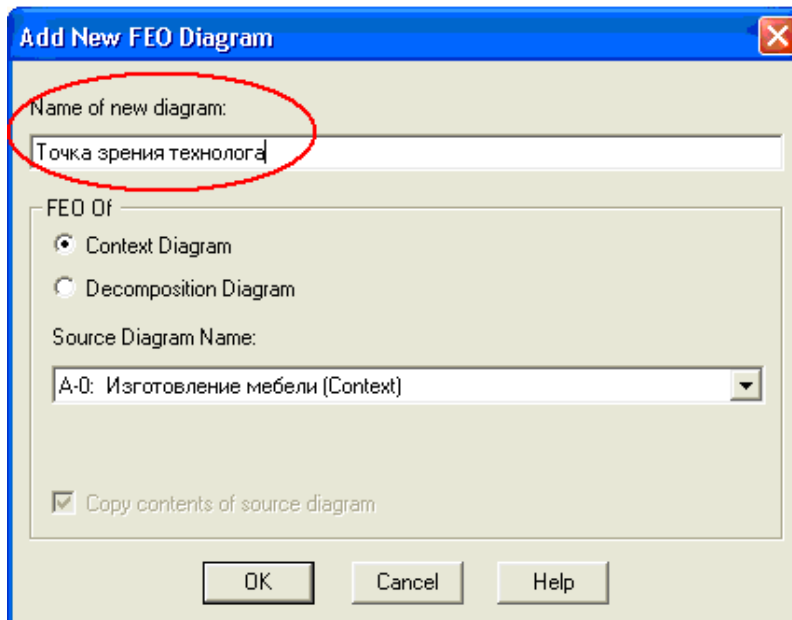 Add New FEO Diagram
Name of new diagram:
Точка зрения технолога
FEO Of
Context Diagram
Decomposition Diagram
Source Diagram Name:
A-0: Изготовление мебели (Context)
Copy contents of source diagram
OK Cancel Help